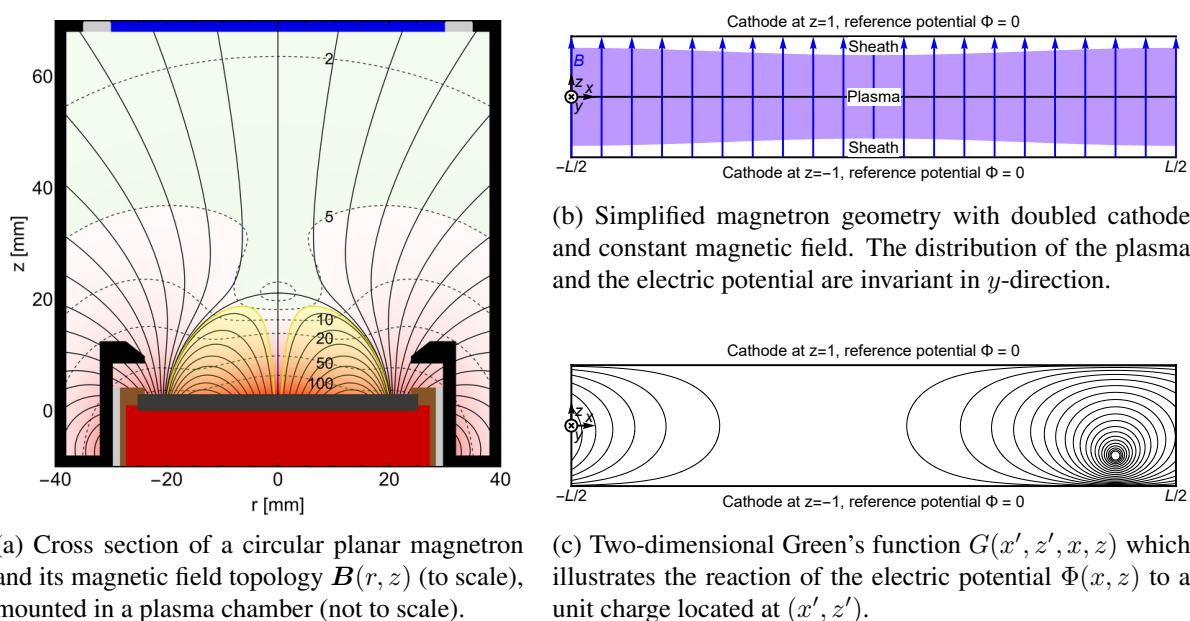 2
5
10
20
50
100
60
40
20
0
z [mm]
−40
−20
0
20
40
r [mm]
(a) Cross section of a circular planar magnetron
and its magnetic field topology B(r, z) (to scale),
mounted in a plasma chamber (not to scale).
Cathode at z=1, reference potential Φ = 0
Sheath
B
z
x
y
Plasma
Sheath
−L/2
L/2
Cathode at z=-1, reference potential Φ = 0
(b) Simplified magnetron geometry with doubled cathode
and constant magnetic field. The distribution of the plasma
and the electric potential are invariant in y-direction.
Cathode at z=1, reference potential Φ = 0
z
x
y
−L/2
L/2
Cathode at z=-1, reference potential Φ = 0
(c) Two-dimensional Green's function G(x′, z′, x, z) which
illustrates the reaction of the electric potential Φ(x, z) to a
unit charge located at (x′, z′).